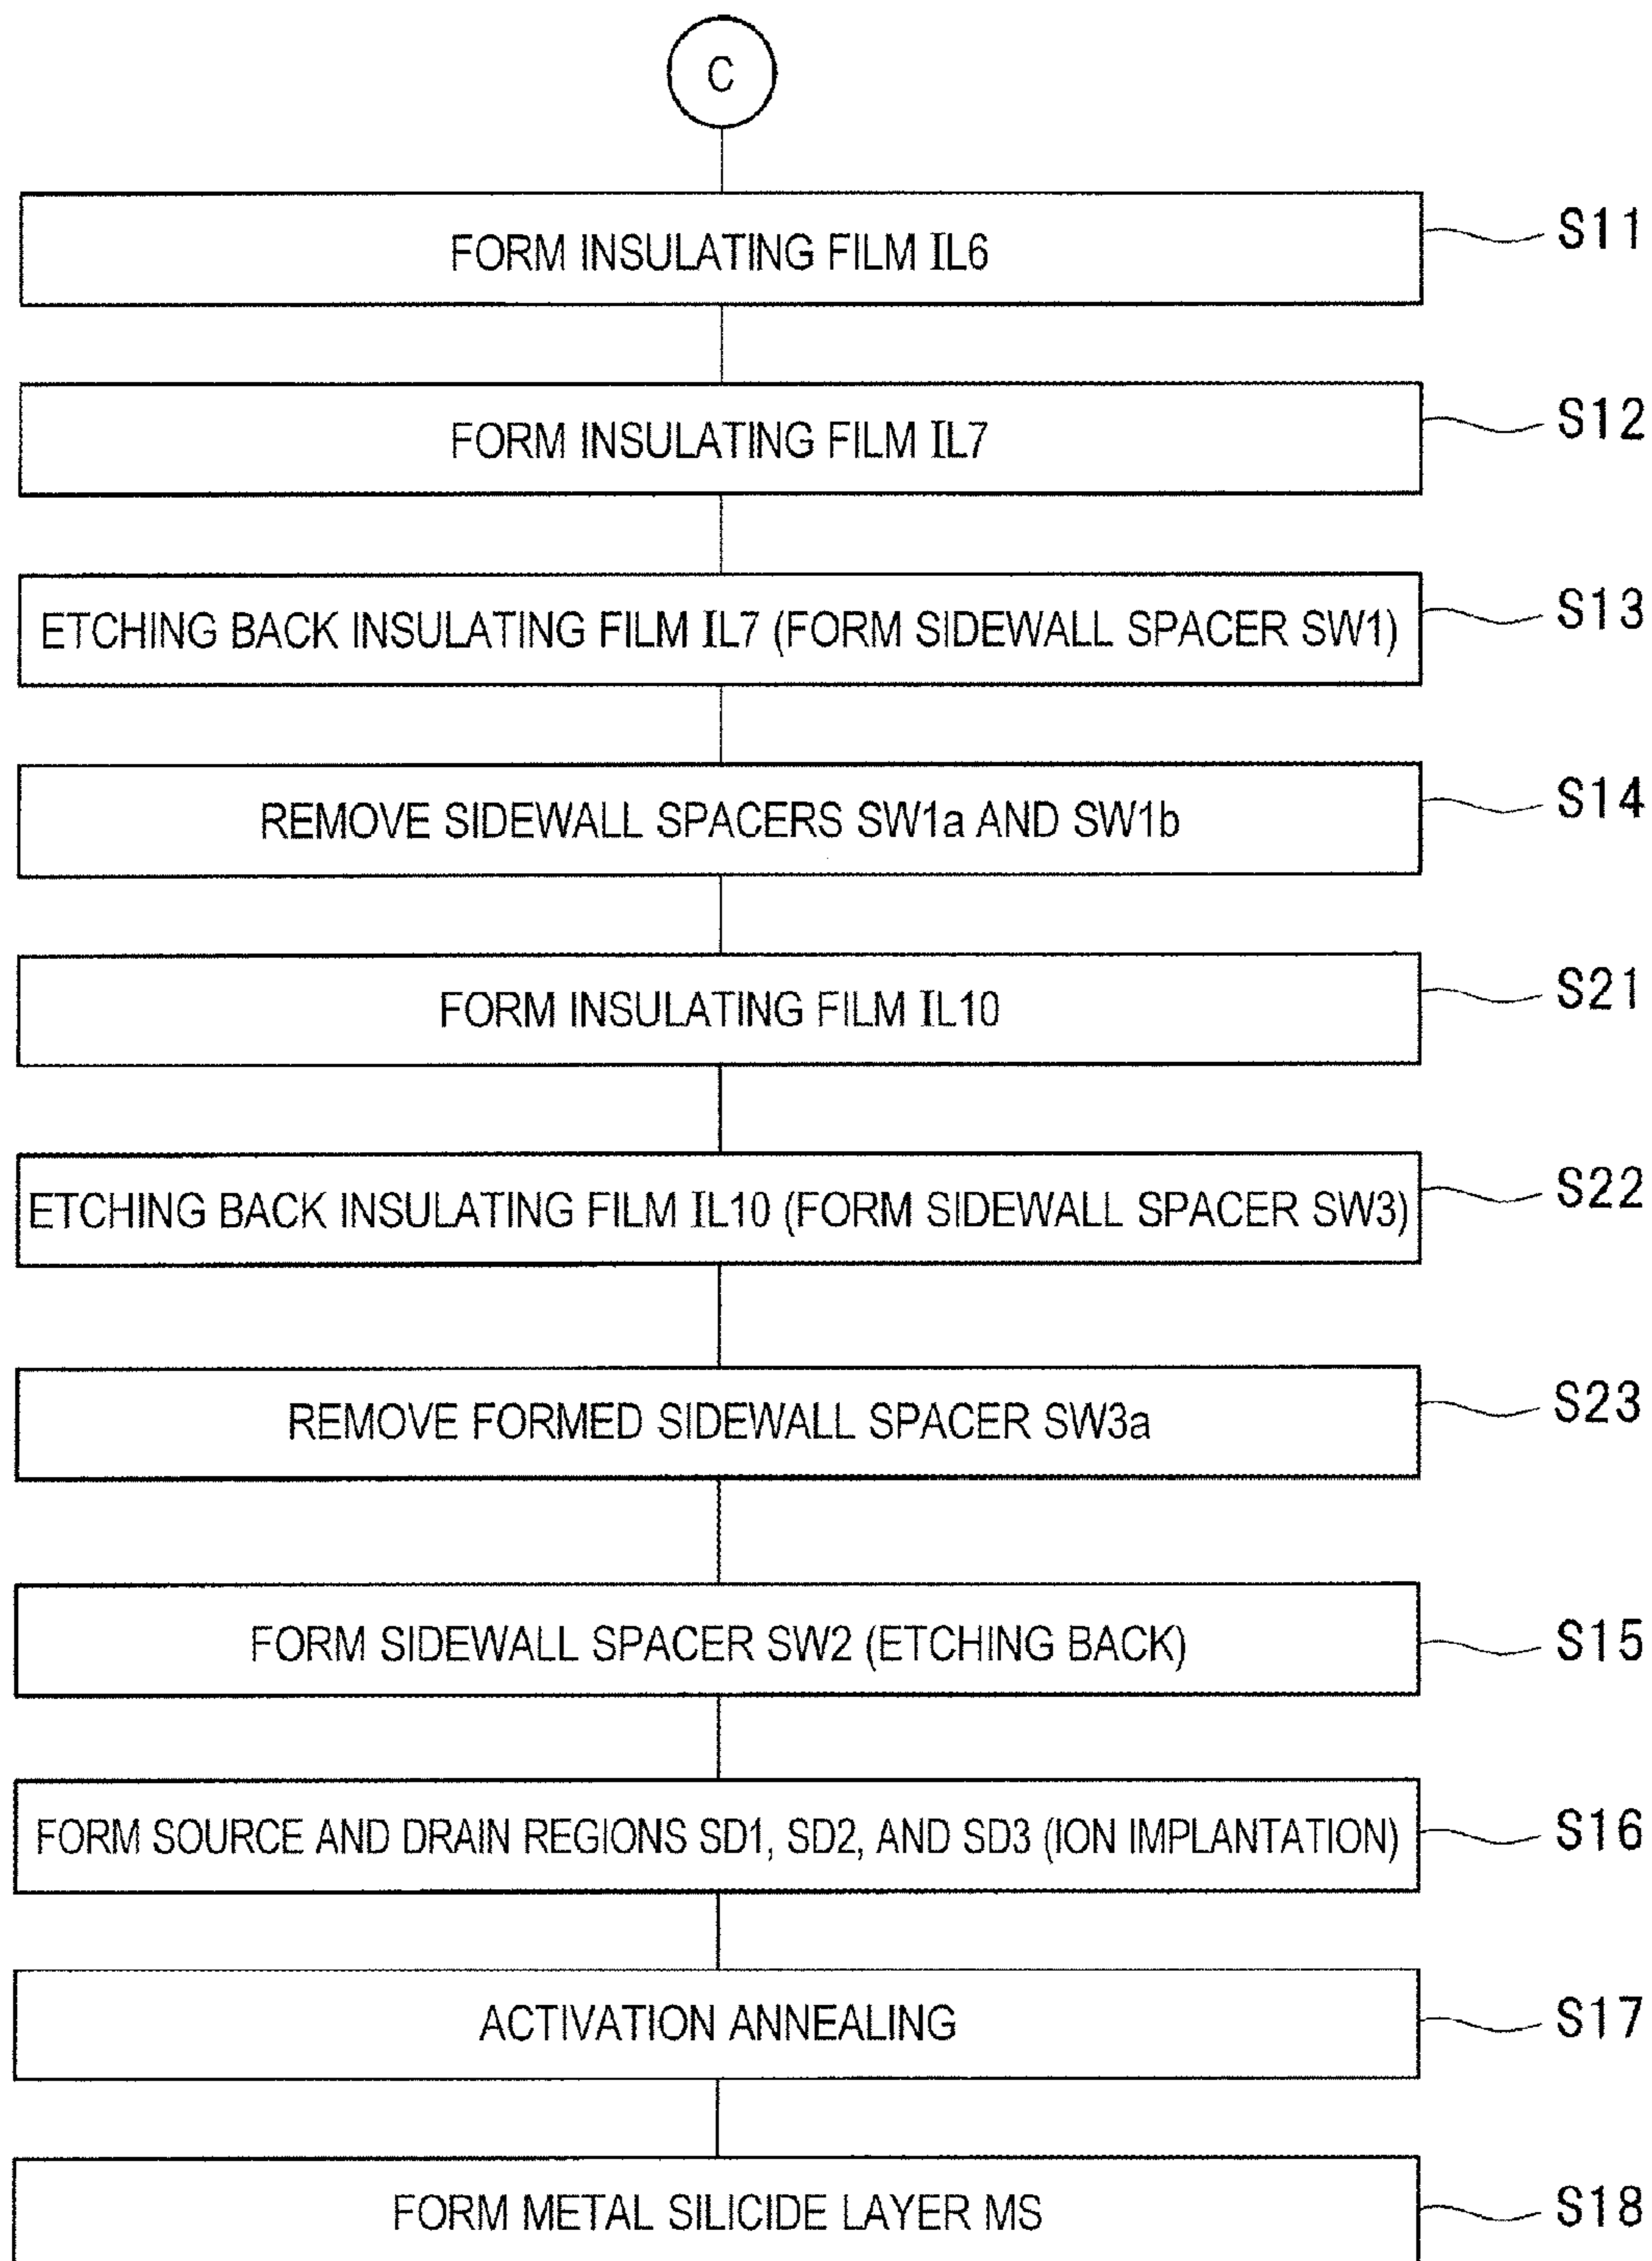 C
FORM INSULATING FILM IL6 S11
FORM INSULATING FILM IL7 S12
ETCHING BACK INSULATING FILM IL7 (FORM SIDEWALL SPACER SW1) S13
REMOVE SIDEWALL SPACERS SW1a AND SW1b S14
FORM INSULATING FILM IL10 S21
ETCHING BACK INSULATING FILM IL10 (FORM SIDEWALL SPACER SW3) S22
REMOVE FORMED SIDEWALL SPACER SW3a S23
FORM SIDEWALL SPACER SW2 (ETCHING BACK) S15
FORM SOURCE AND DRAIN REGIONS SD1, SD2, AND SD3 (ION IMPLANTATION) S16
ACTIVATION ANNEALING S17
FORM METAL SILICIDE LAYER MS S18